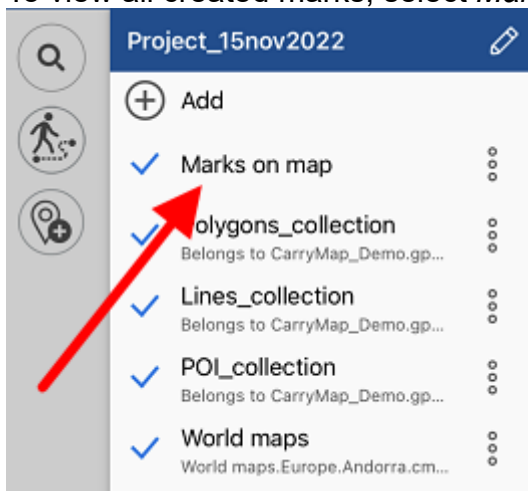 Project_15nov2022
Add
Marks on map
olygons_collection
Belongs to CarryMap_Demo.gp...
Lines_collection
Belongs to CarryMap_Demo.gp...
POI_collection
Belongs to CarryMap_Demo.gp...
World maps
World maps.Europe.Andorra.cm...